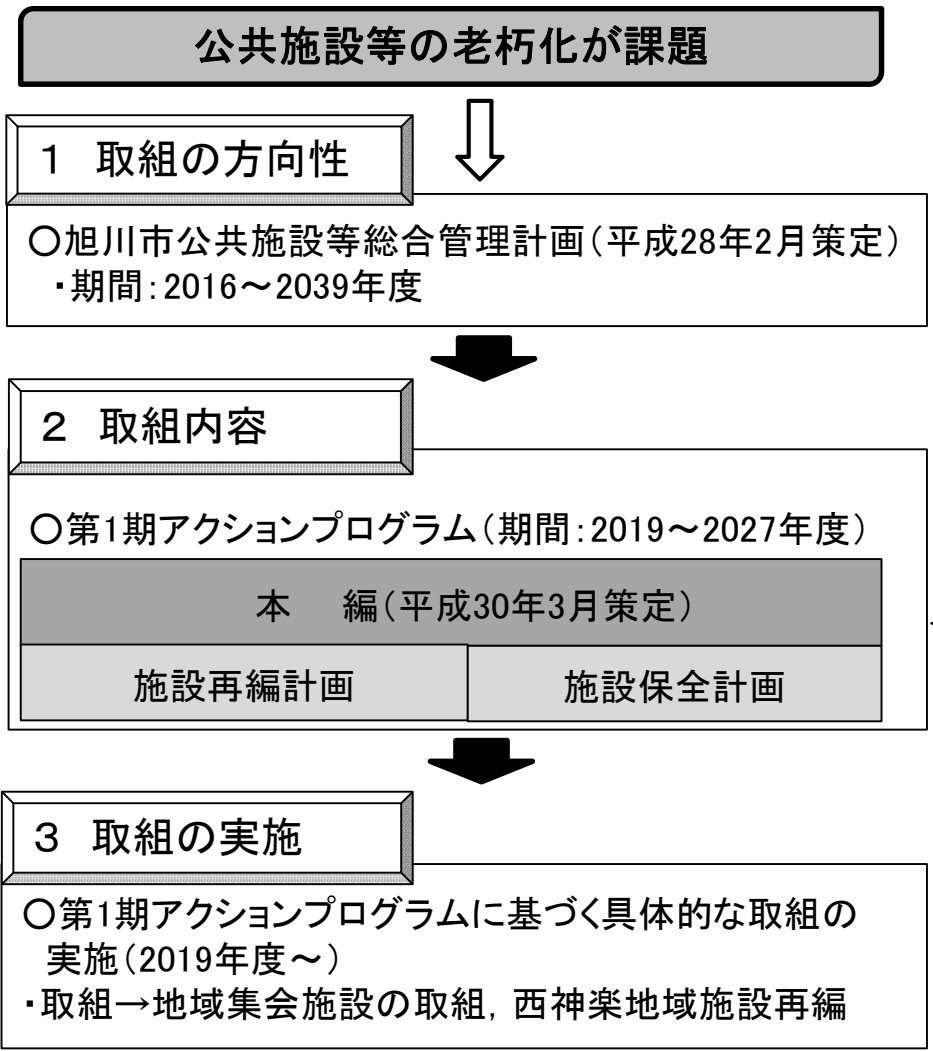 公共施設等の老朽化が課題
１　取組の方向性
○旭川市公共施設等総合管理計画（平成28年2月策定）
・期間：2016～2039年度
２　取組内容
○第1期アクションプログラム（期間：2019～2027年度）
本　　編（平成30年3月策定）
施設再編計画　施設保全計画
３　取組の実施
○第1期アクションプログラムに基づく具体的な取組の
実施（2019年度～）
・取組→地域集会施設の取組，西神楽地域施設再編